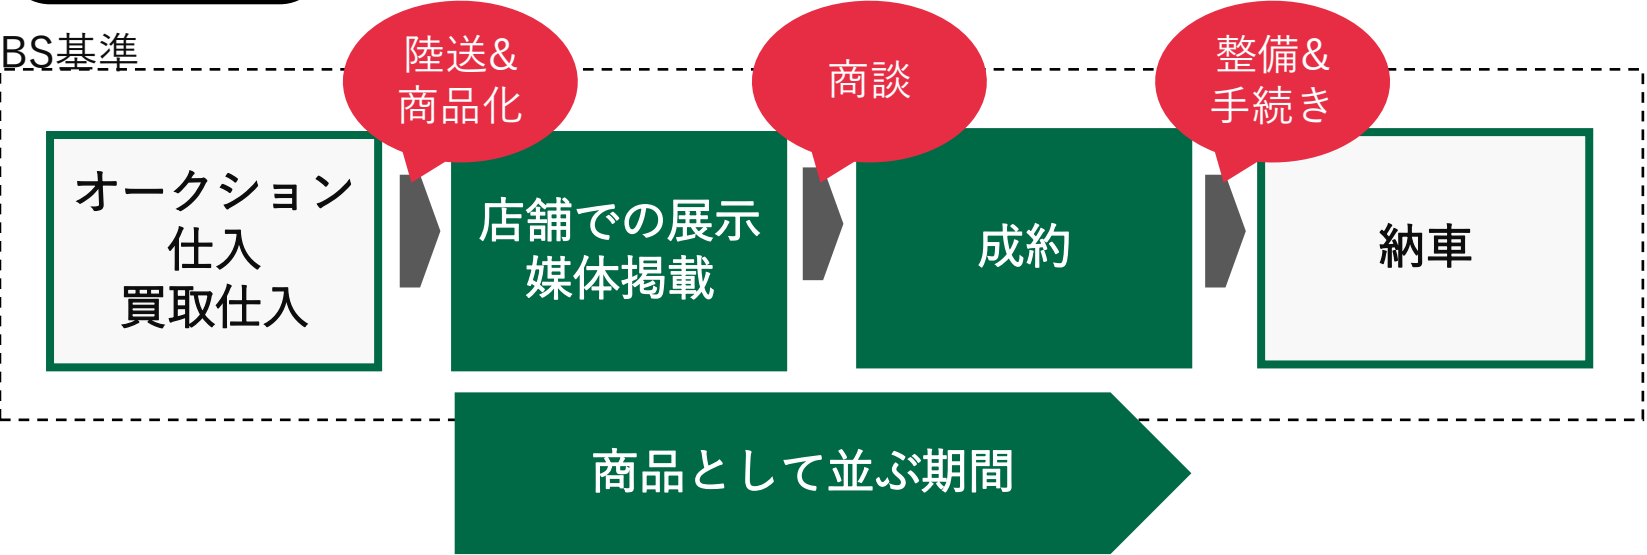 BS基準
陸送&
商品化
商談
整備&
手続き
オークション
仕入
買取仕入
店舗での展示
媒体掲載
成約
納車
商品として並ぶ期間